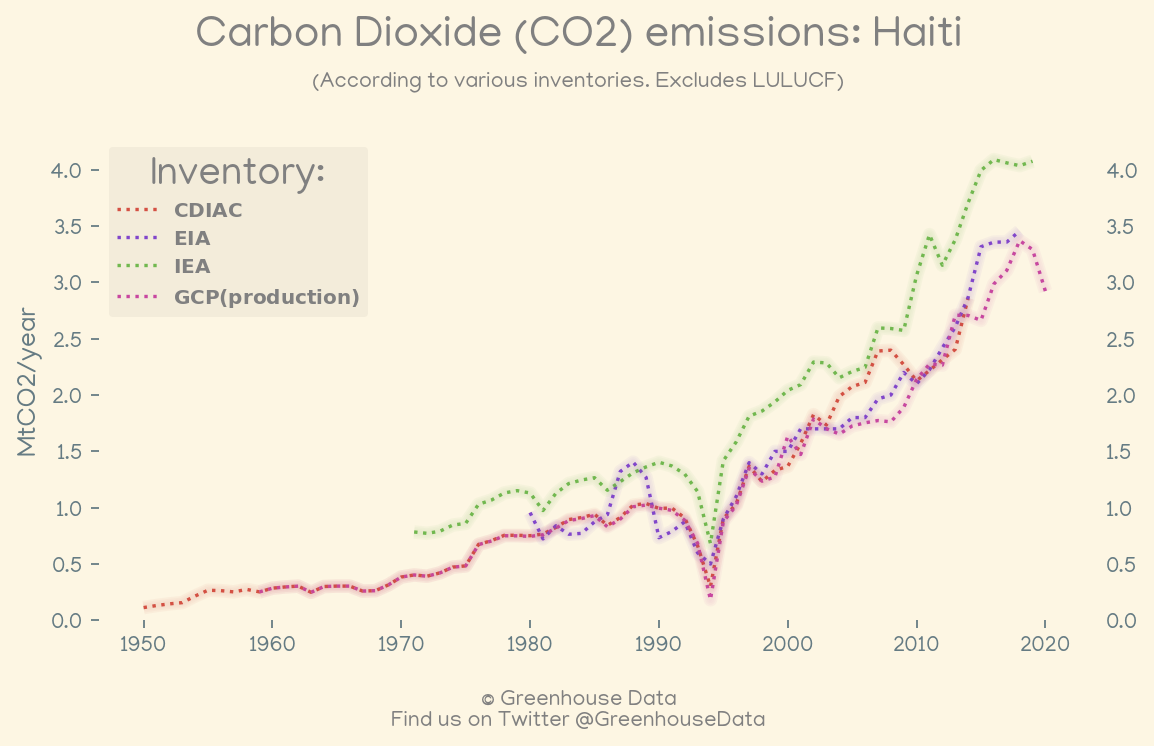 Carbon Dioxide (CO2) emissions: Haiti
(According to various inventories. Excludes LULUCF)
Inventory:
CDIAC
EIA
IEA
GCP(production)
MtCO2/year
4.0
3.5
3.0
2.5
2.0
1.5
1.0
0.5
0.0
4.0
3.5
3.0
2.5
2.0
1.5
1.0
0.5
0.0
1950 1960 1970 1980 1990 2000 2010 2020
© Greenhouse Data
Find us on Twitter @GreenhouseData